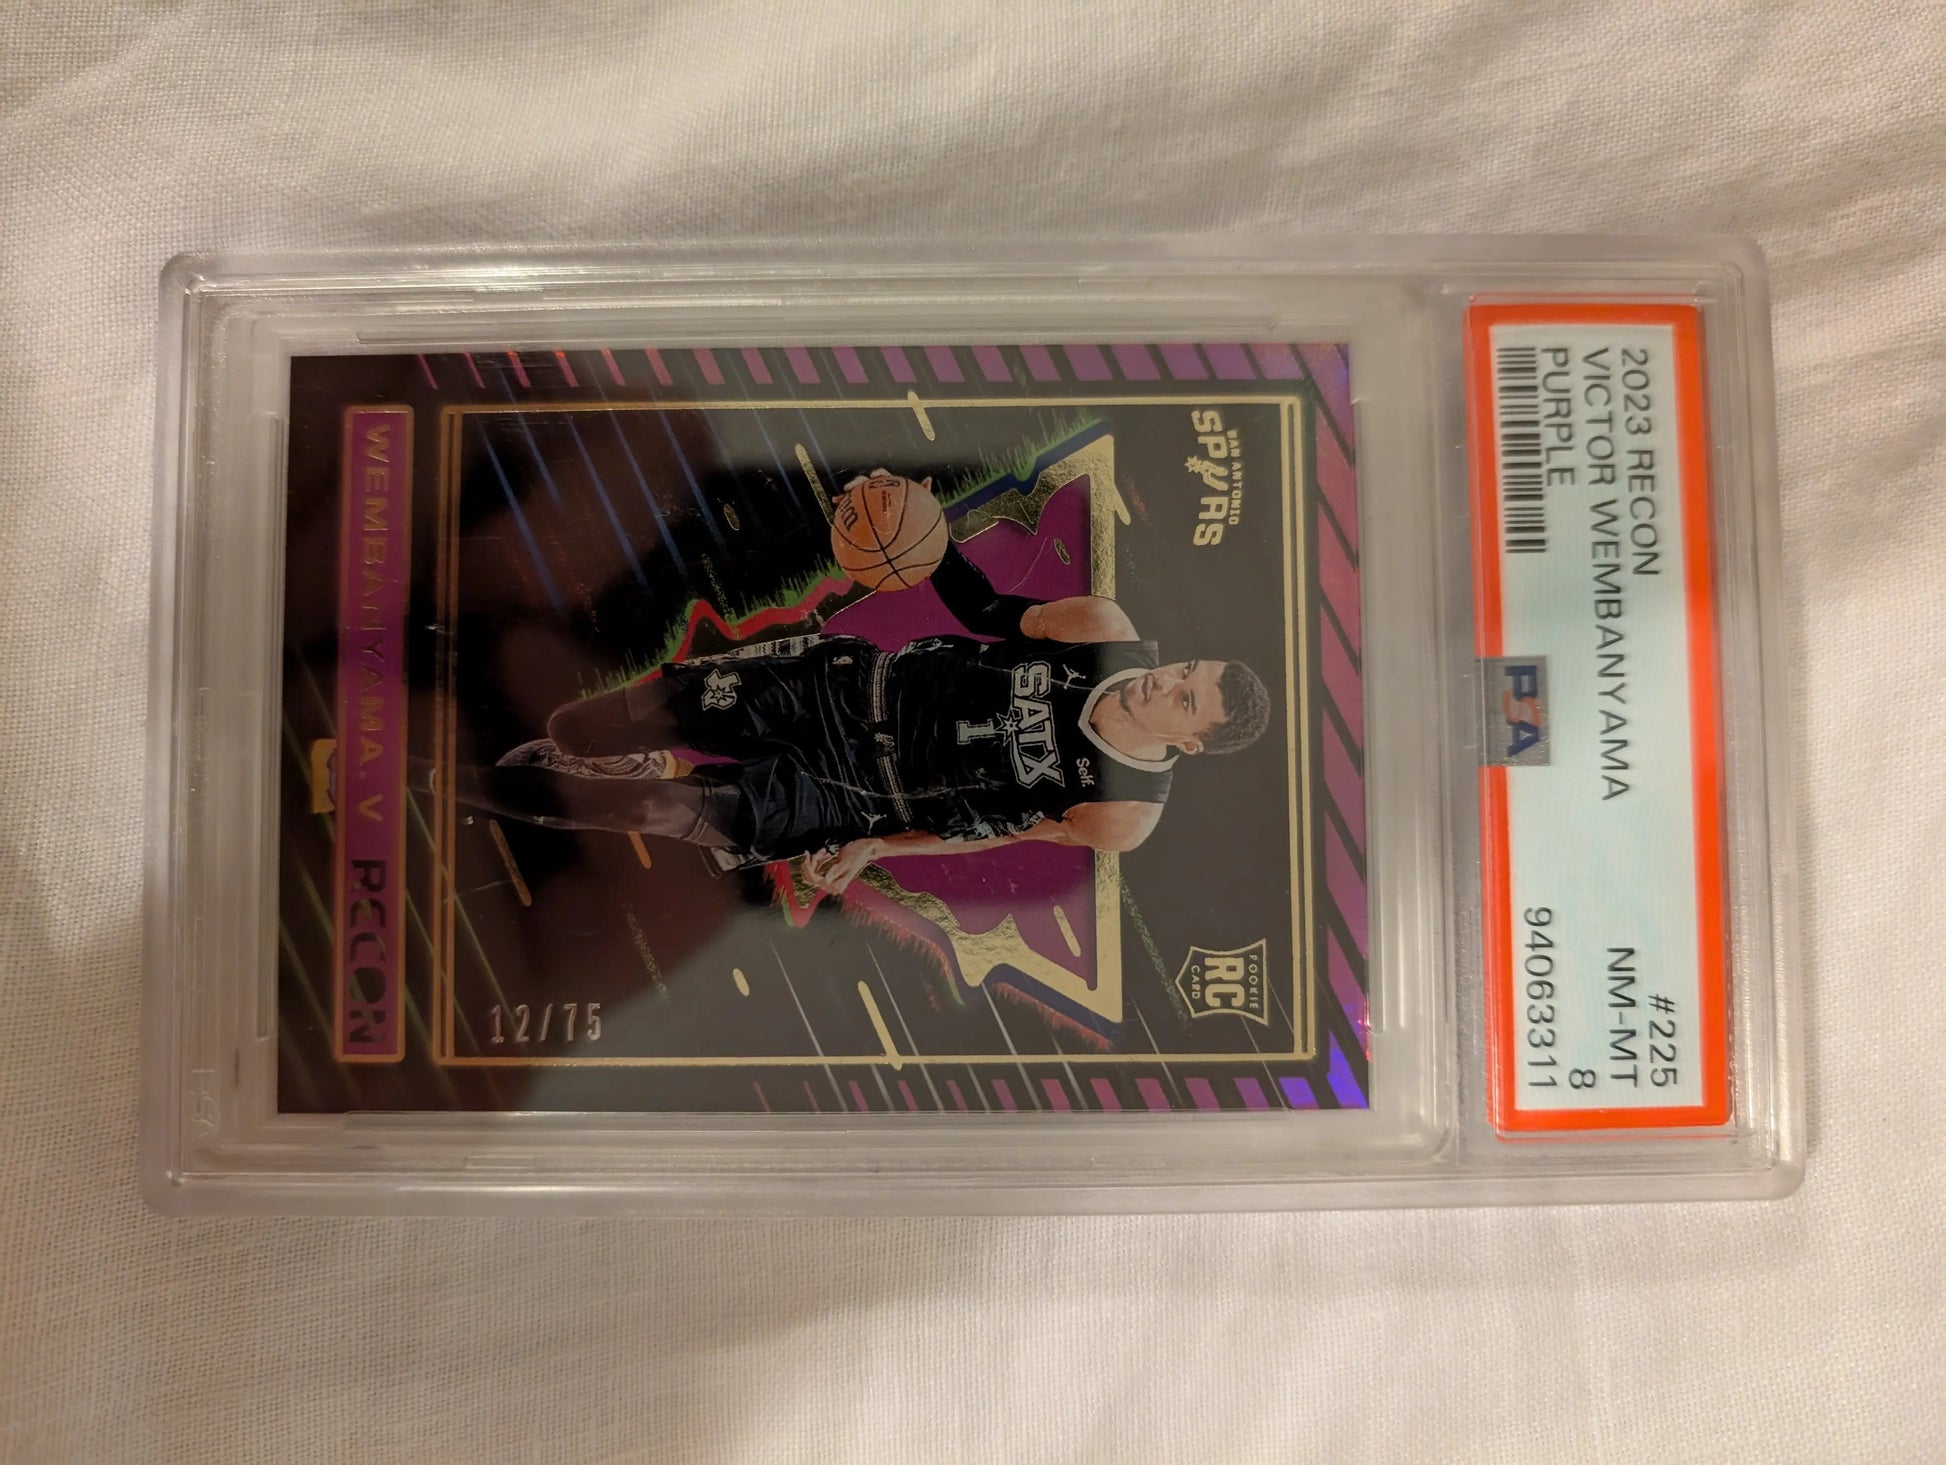 2023 RECON #225
VICTOR WEMBANYAMA NM-MT
PURPLE 8
PSA 94063311
SAN ANTONIO
SPURS
ROOKIE
RC
CARD
Self.
SATX
1
12/75
WEMBANYAMA. V RECON